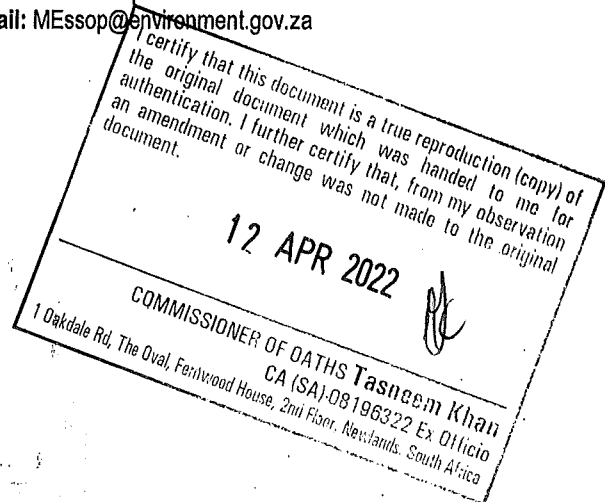 ail: MEssop@environment.gov.za
I certify that this document is a true reproduction (copy) of
the original document which was handed to me for
authentication. I further certify that, from my observation
an amendment or change was not made to the original
document.
12 APR 2022
COMMISSIONER OF OATHS Tasneem Khan
CA (SA)-08196322 Ex Officio
1 Oakdale Rd, The Oval, Fernwood House, 2nd Floor, Newlands, South Africa